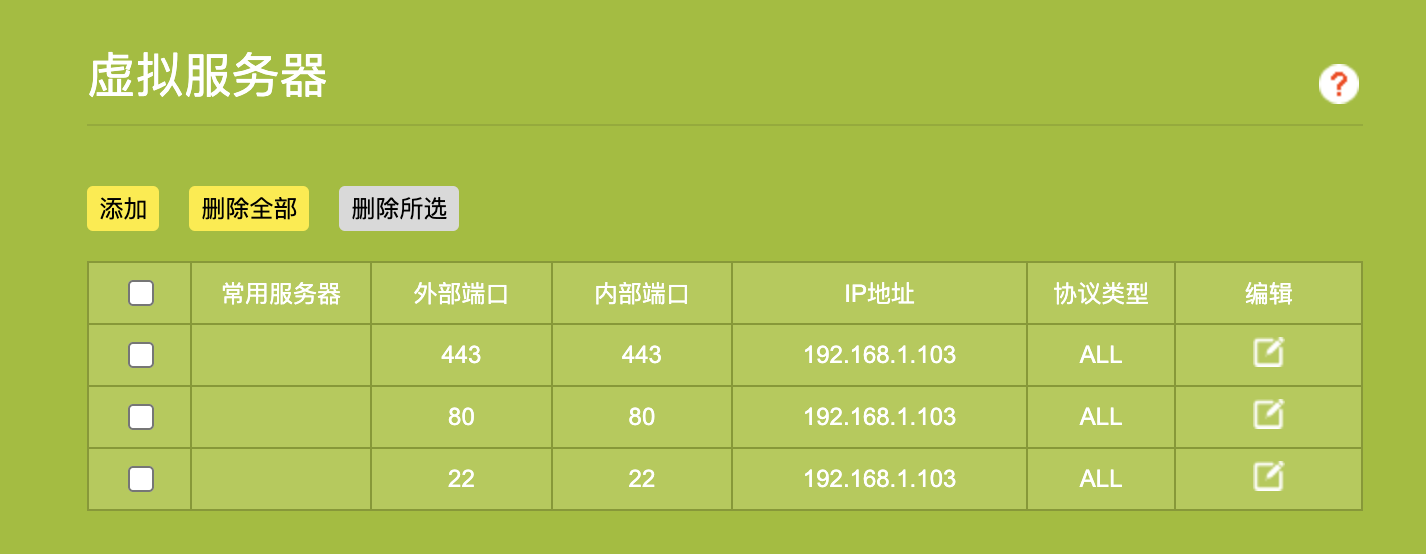 虚拟服务器
?
添加 删除全部 删除所选
常用服务器 外部端口 内部端口 IP地址 协议类型 编辑
443 443 192.168.1.103 ALL
80 80 192.168.1.103 ALL
22 22 192.168.1.103 ALL